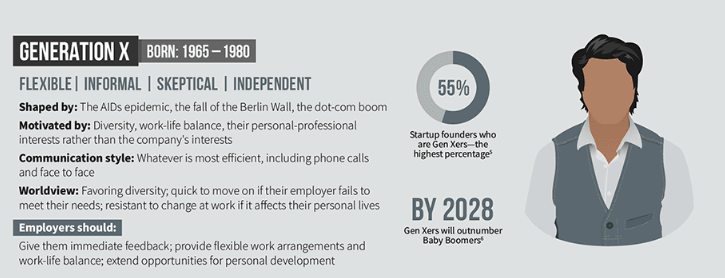 GENERATION X BORN: 1965 – 1980
FLEXIBLE | INFORMAL | SKEPTICAL | INDEPENDENT
Shaped by: The AIDs epidemic, the fall of the Berlin Wall, the dot-com boom
Motivated by: Diversity, work-life balance, their personal-professional
interests rather than the company's interests
Communication style: Whatever is most efficient, including phone calls
and face to face
Worldview: Favoring diversity; quick to move on if their employer fails to
meet their needs; resistant to change at work if it affects their personal lives
Employers should:
Give them immediate feedback; provide flexible work arrangements and
work-life balance; extend opportunities for personal development
55%
Startup founders who
are Gen Xers—the
highest percentage⁵
BY 2028
Gen Xers will outnumber
Baby Boomers⁶